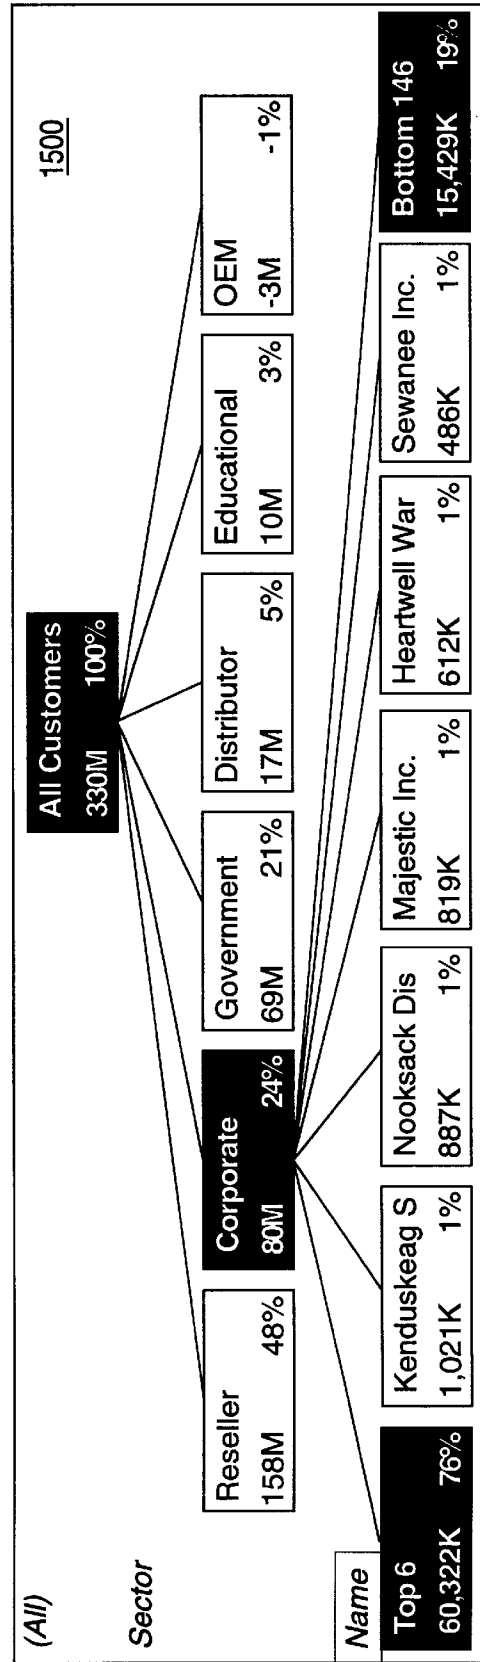 (All)
1500
All Customers
330M 100%
Sector
Reseller
158M 48%
Corporate
80M 24%
Government
69M 21%
Distributor
17M 5%
Educational
10M 3%
OEM
-3M -1%
Name
Top 6
60,322K 76%
Kenduskeag S
1,021K 1%
Nooksack Dis
887K 1%
Majestic Inc.
819K 1%
Heartwell War
612K 1%
Sewanee Inc.
486K 1%
Bottom 146
15,429K 19%